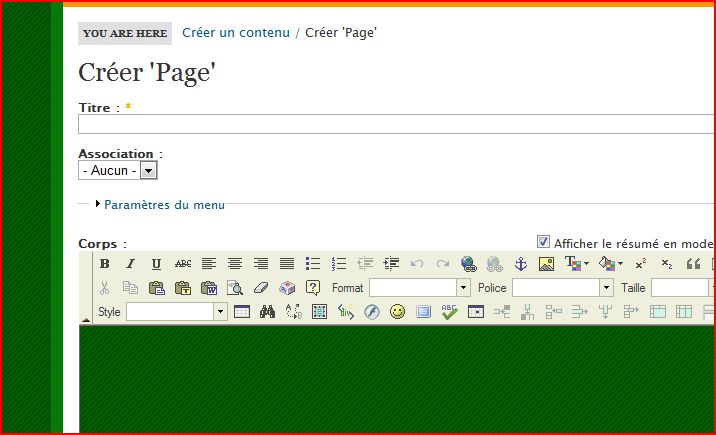 YOU ARE HERE Créer un contenu / Créer 'Page'
Créer 'Page'
Titre : *
Association :
- Aucun -
Paramètres du menu
Corps :
Afficher le résumé en mode
B I U ABC
Format Police Taille
Style